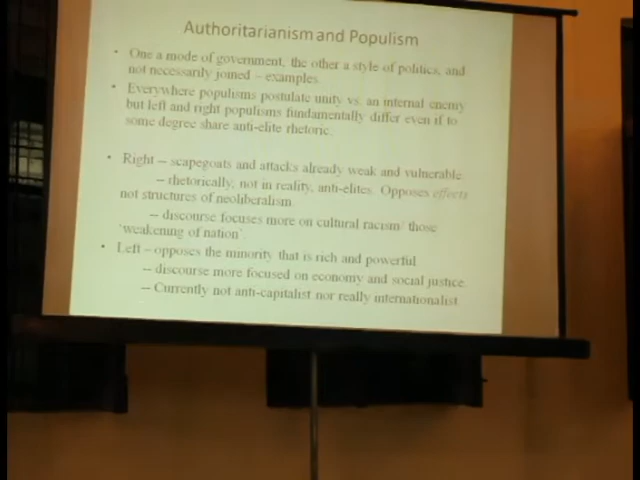 Authoritarianism and Populism
• One a mode of government, the other a style of politics, and
not necessarily joined – examples.
• Everywhere populisms postulate unity vs. an internal enemy
but left and right populisms fundamentally differ even if to
some degree share anti-elite rhetoric.
• Right – scapegoats and attacks already weak and vulnerable.
– rhetorically, not in reality, anti-elites. Opposes effects
not structures of neoliberalism
– discourse focuses more on cultural racism/ those
'weakening of nation'
• Left – opposes the minority that is rich and powerful
– discourse more focused on economy and social justice.
– Currently not anti-capitalist nor really internationalist.